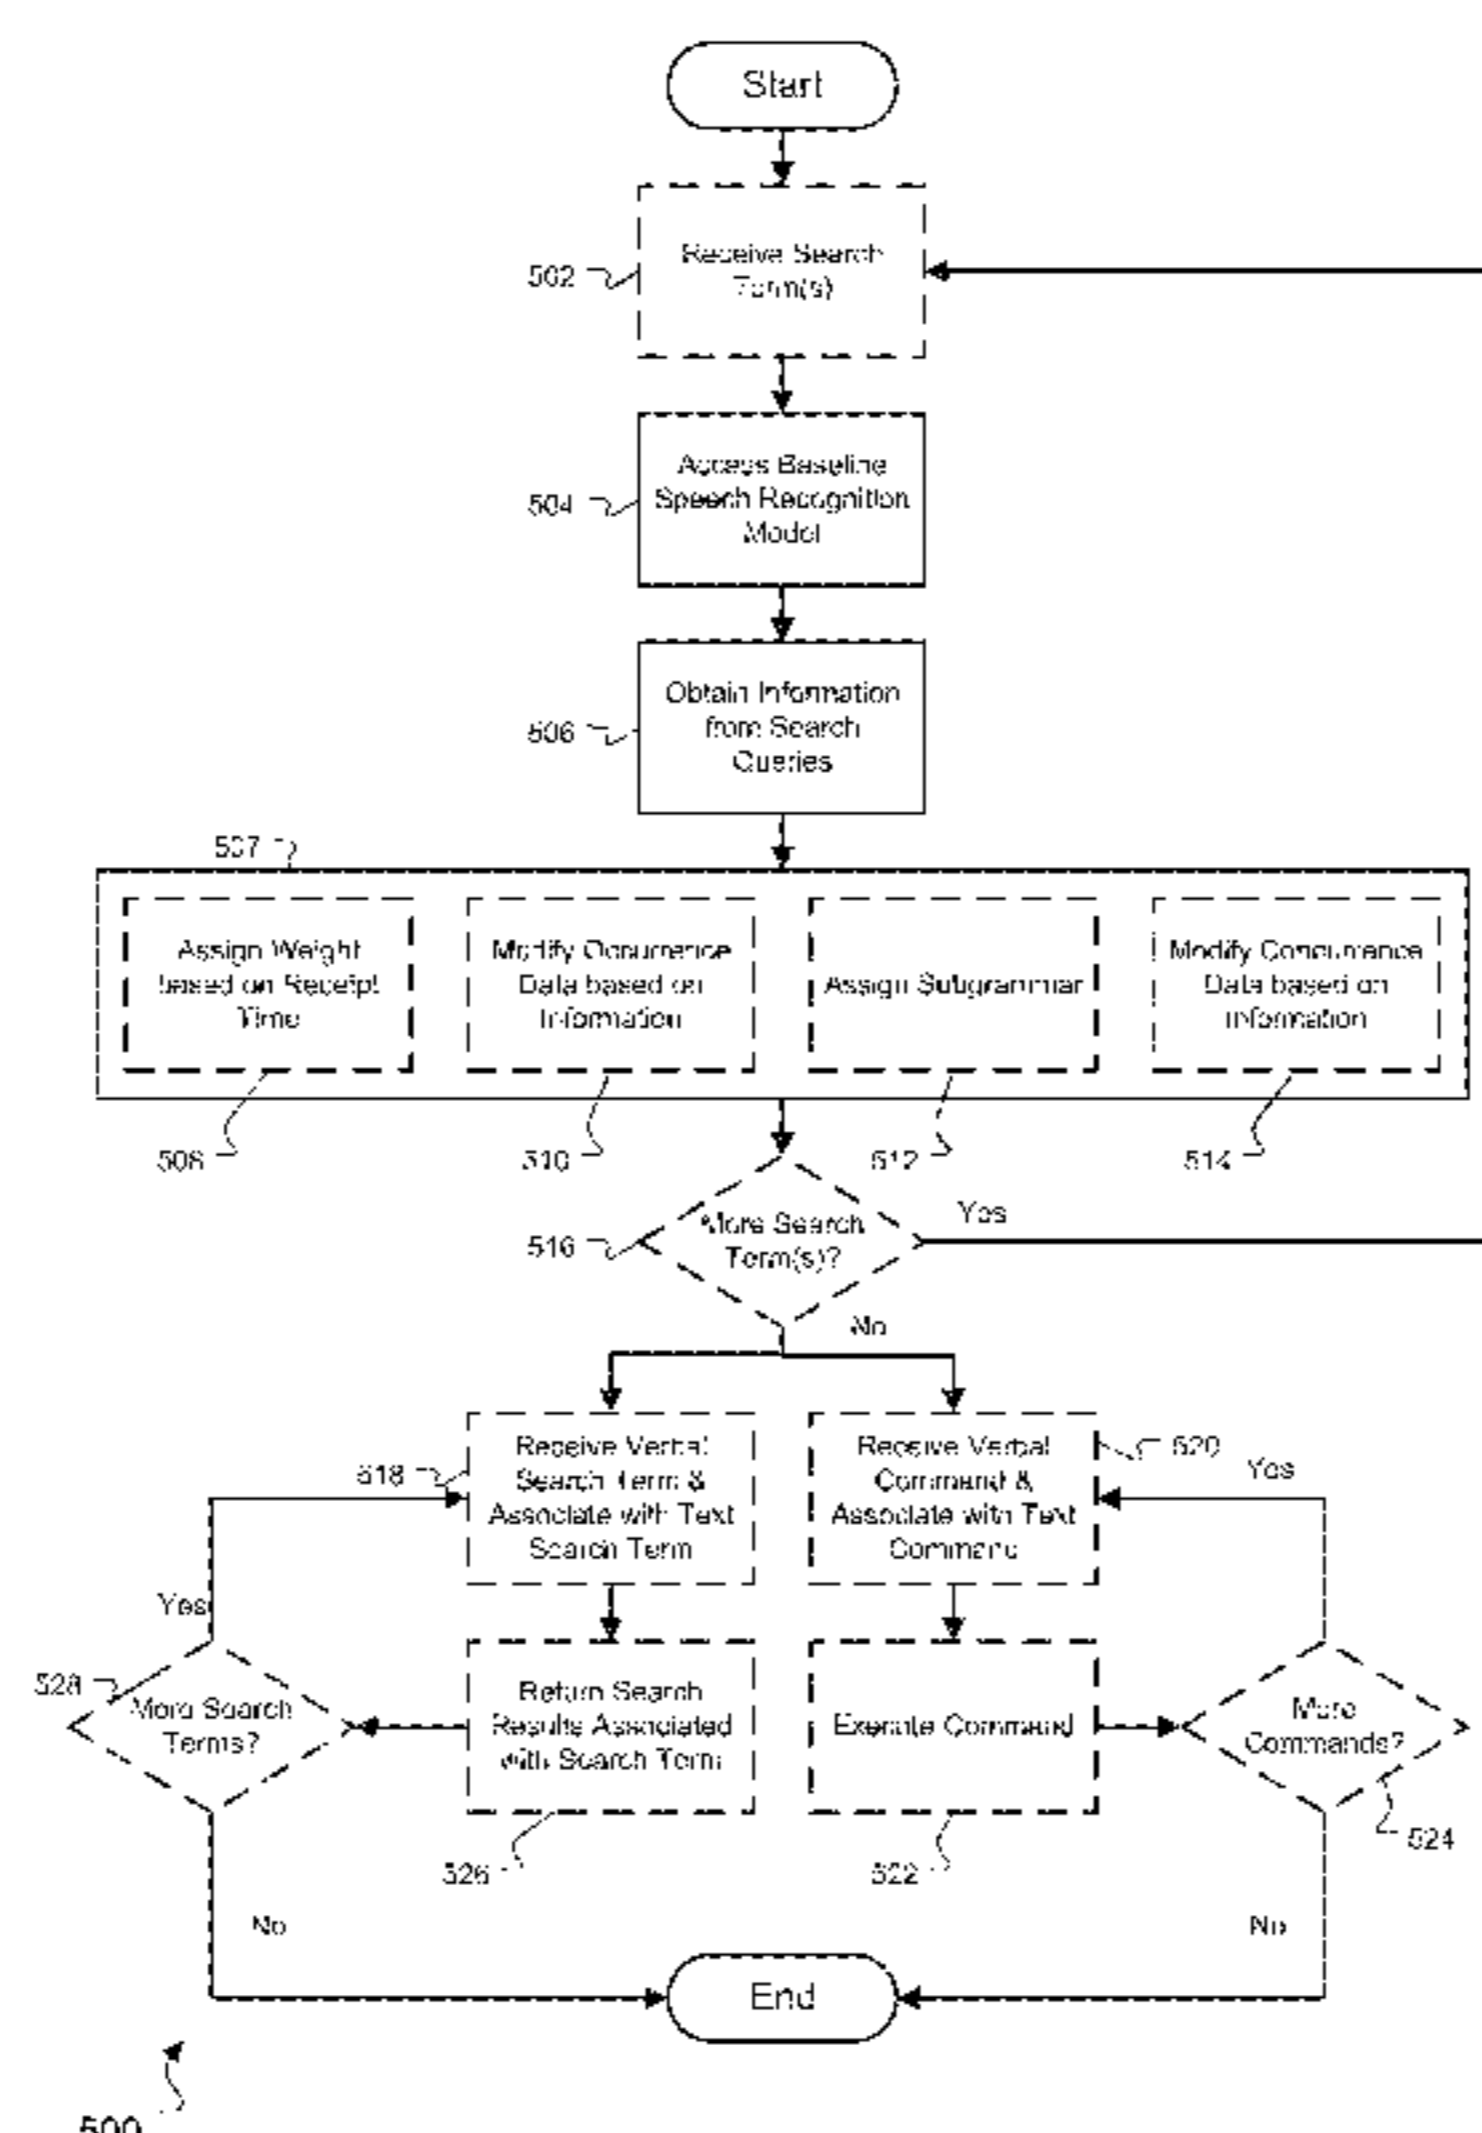 Start
502
Receive Search
Term(s)
504
Access Baseline
Speech Recognition
Model
506
Obtain Information
from Search
Queries
507
Assign Weight
based on Receipt
Time
Modify Occurrence
Data based on
Information
Assign Subgrammar
Modify Concurrence
Data based on
Information
508
510
512
514
516
More Search
Term(s)?
Yes
No
518
Receive Verbal
Search Term &
Associate with Text
Search Term
Receive Verbal
Command &
Associate with Text
Command
520
Yes
Yes
528
More Search
Terms?
Return Search
Results Associated
with Search Term
Execute Command
More
Commands?
526
522
524
No
No
End
500